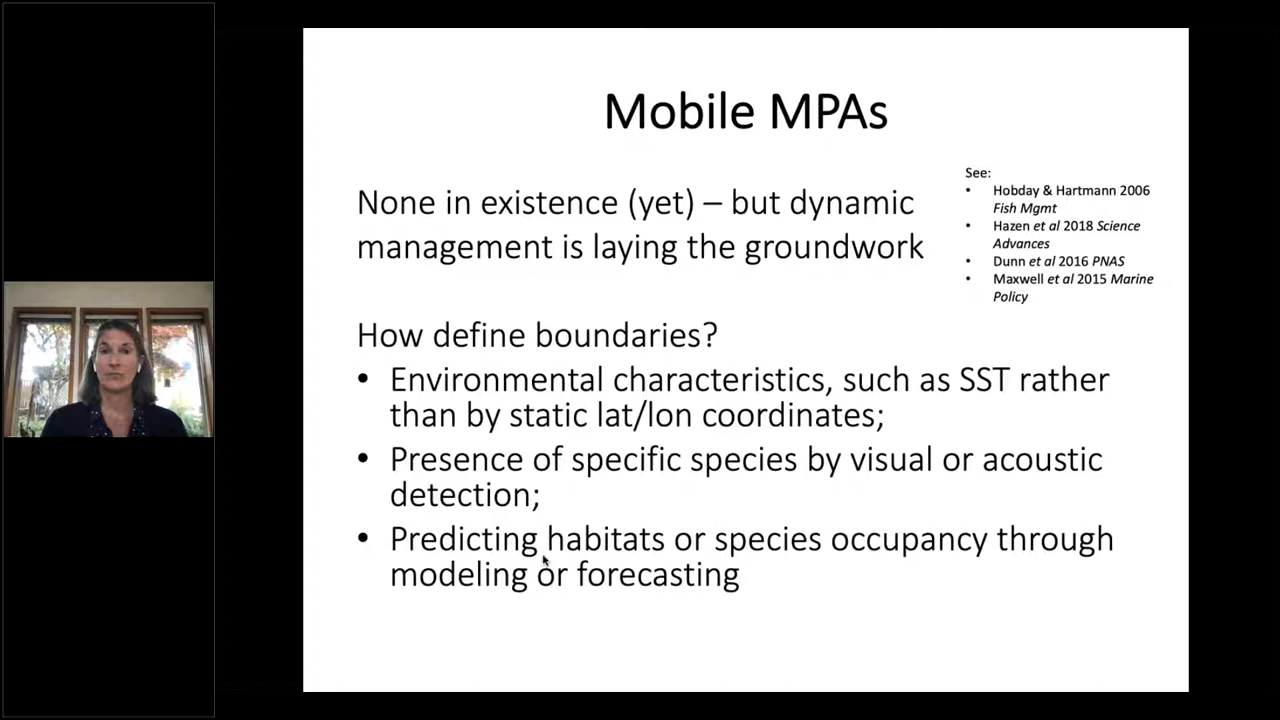 Mobile MPAs
None in existence (yet) – but dynamic
management is laying the groundwork
See:
• Hobday & Hartmann 2006
Fish Mgmt
• Hazen et al 2018 Science
Advances
• Dunn et al 2016 PNAS
• Maxwell et al 2015 Marine
Policy
How define boundaries?
• Environmental characteristics, such as SST rather
than by static lat/lon coordinates;
• Presence of specific species by visual or acoustic
detection;
• Predicting habitats or species occupancy through
modeling or forecasting